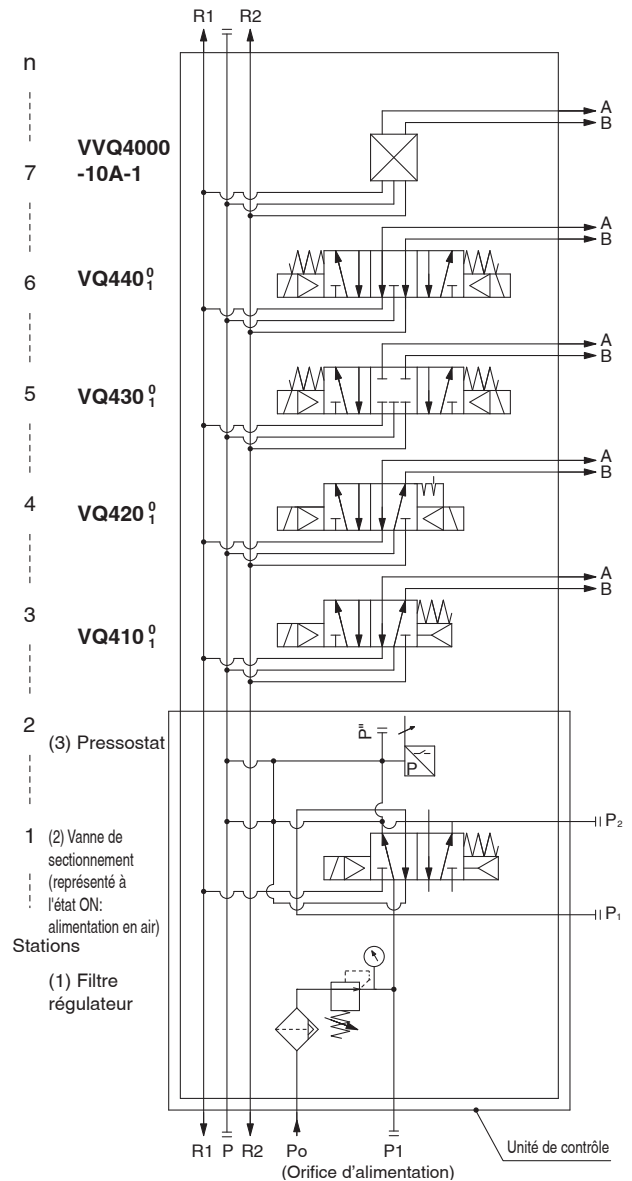 R1 R2
n
A
B
VVQ4000
-10A-1
7
A
B
6
VQ440 0 1
A
B
5
VQ430 0 1
A
B
4
VQ420 0 1
A
B
3
VQ410 0 1
2
(3) Pressostat
P"
P
1
(2) Vanne de
sectionnement
(représenté à
l'état ON:
alimentation en air)
P2
P1
Stations
(1) Filtre
régulateur
R1 P R2 Po P1
(Orifice d'alimentation)
Unité de contrôle